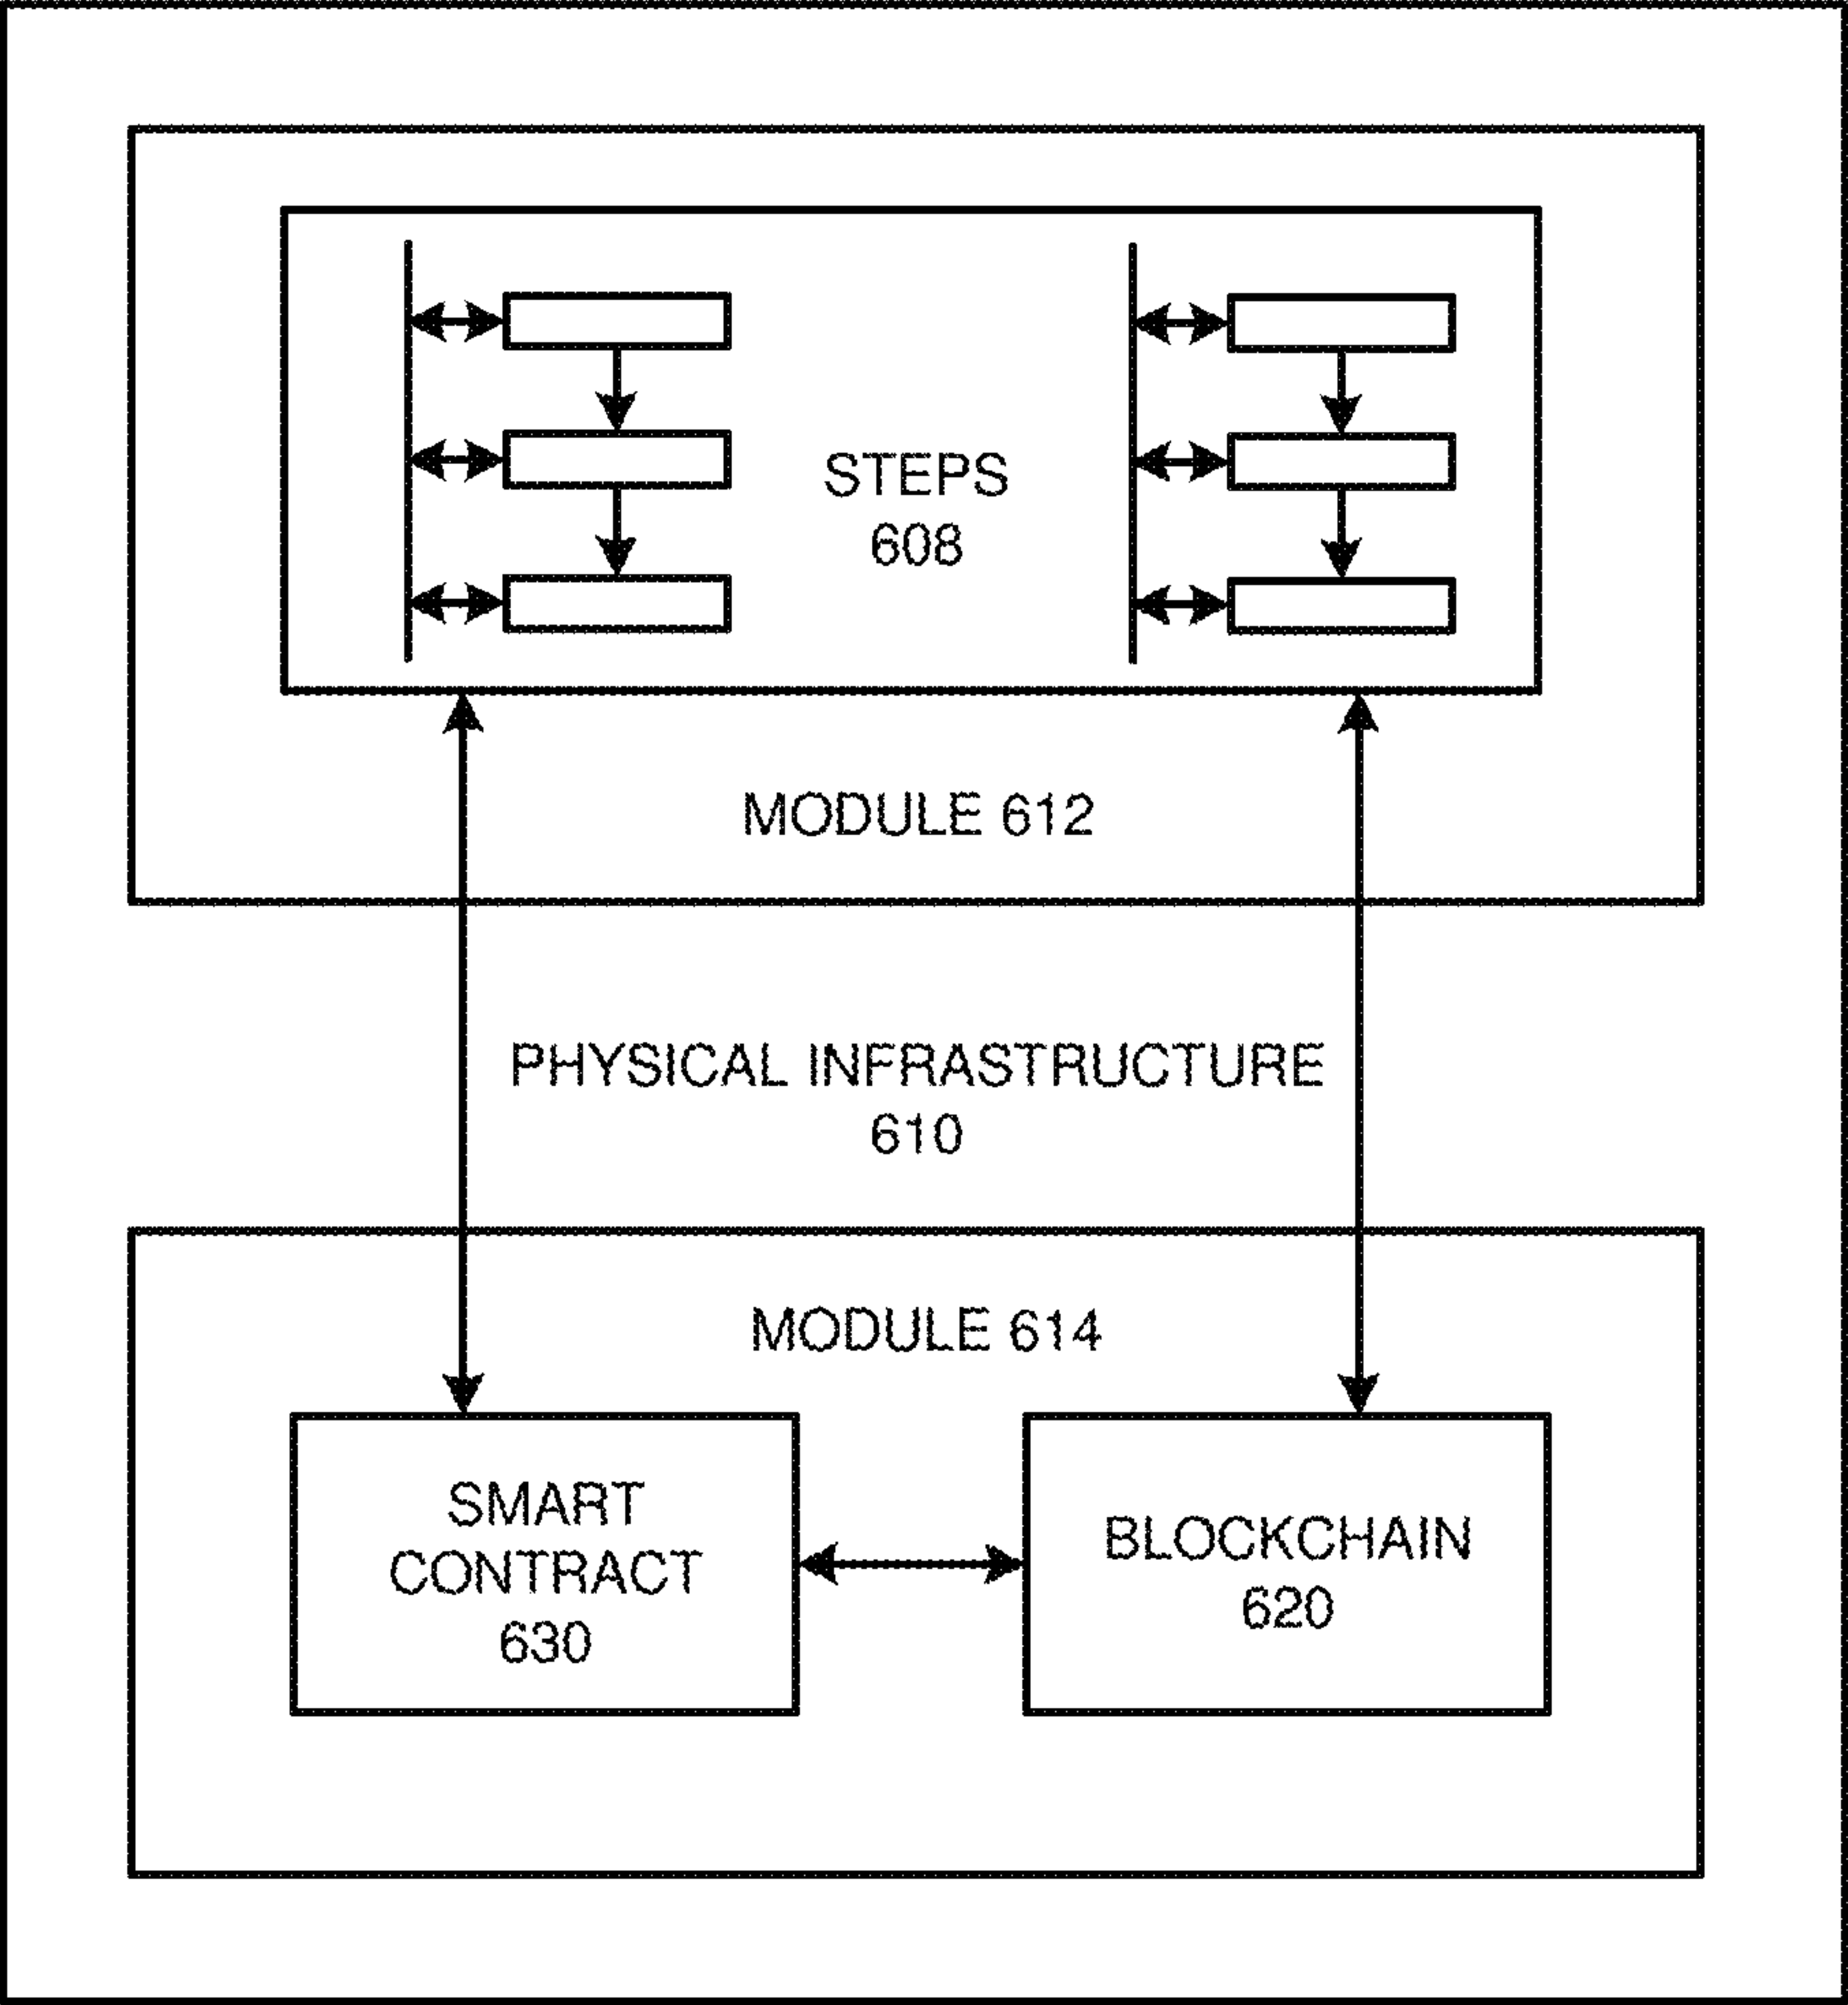 STEPS
608
MODULE 612
PHYSICAL INFRASTRUCTURE
610
MODULE 614
SMART
CONTRACT
630
BLOCKCHAIN
620